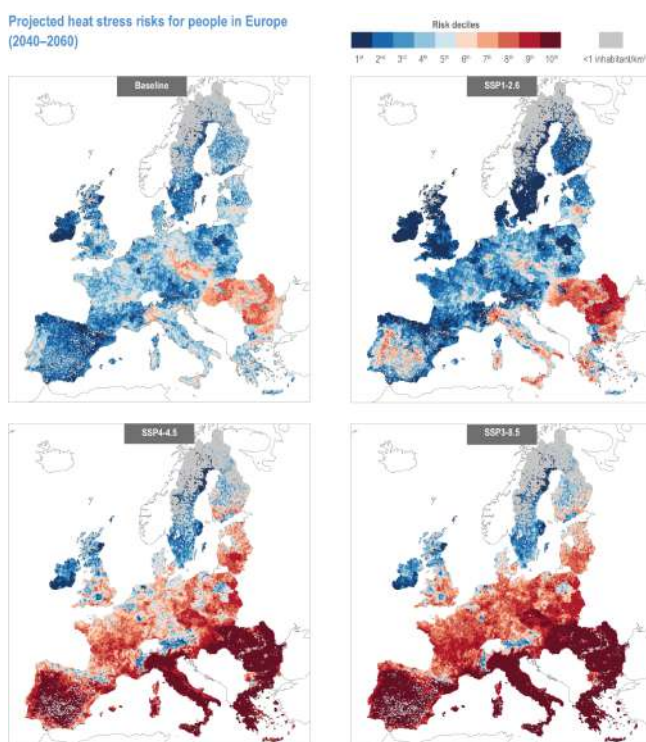 Projected heat stress risks for people in Europe
(2040–2060)
Risk deciles
1st 2nd 3rd 4th 5th 6th 7th 8th 9th 10th <1 inhabitant/km²
Baseline
SSP1-2.6
SSP4-4.5
SSP3-8.5